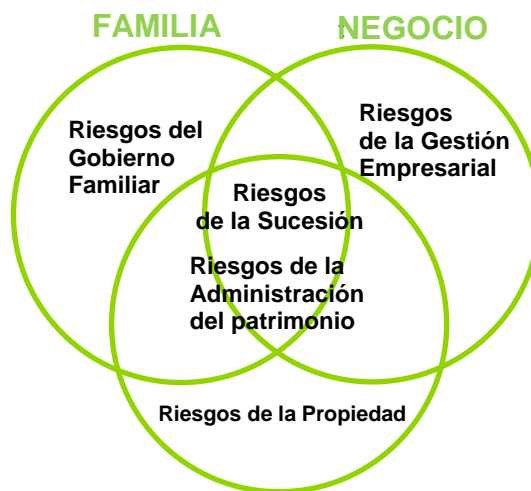 FAMILIA
NEGOCIO
Riesgos del
Gobierno
Familiar
Riesgos
de la Gestión
Empresarial
Riesgos
de la Sucesión
Riesgos de la
Administración
del patrimonio
Riesgos de la Propiedad